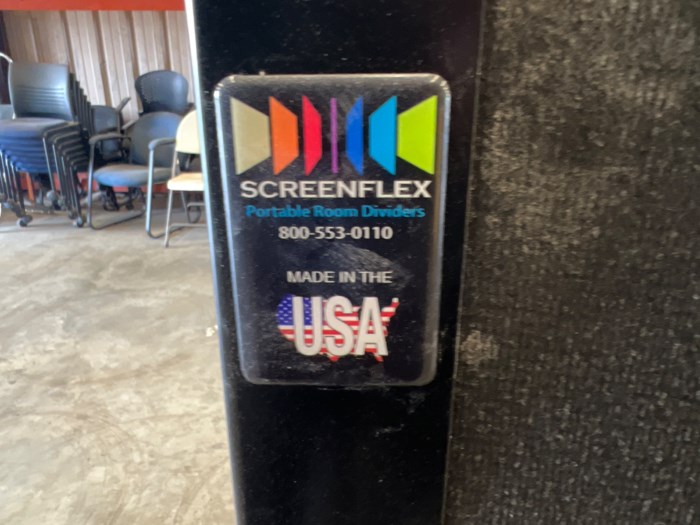 SCREENFLEX
Portable Room Dividers
800-553-0110
MADE IN THE
USA